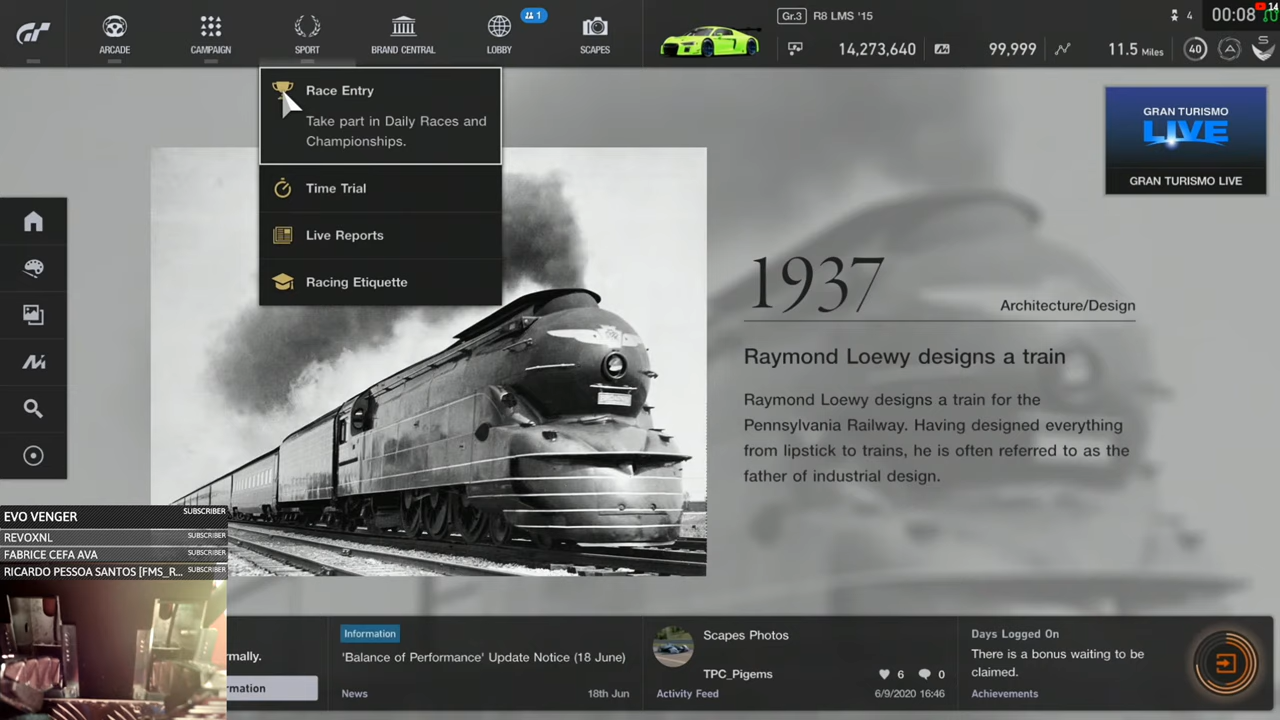 Gr.3 R8 LMS '15
4
00:08
14
ARCADE
CAMPAIGN
SPORT
BRAND CENTRAL
1
LOBBY
SCAPES
14,273,640
99,999
11.5 Miles
40
A
S
Race Entry
Take part in Daily Races and
Championships.
Time Trial
Live Reports
Racing Etiquette
GRAN TURISMO
LIVE
GRAN TURISMO LIVE
1937
Architecture/Design
Raymond Loewy designs a train
Raymond Loewy designs a train for the
Pennsylvania Railway. Having designed everything
from lipstick to trains, he is often referred to as the
father of industrial design.
EVO VENGER SUBSCRIBER
REVOXNL SUBSCRIBER
FABRICE CEFA AVA SUBSCRIBER
RICARDO PESSOA SANTOS [FMS_R... SUBSCRIBER
rmally.
rmation
Information
'Balance of Performance' Update Notice (18 June)
News 18th Jun
Scapes Photos
TPC_Pigems 6 0
Activity Feed 6/9/2020 16:46
Days Logged On
There is a bonus waiting to be
claimed.
Achievements